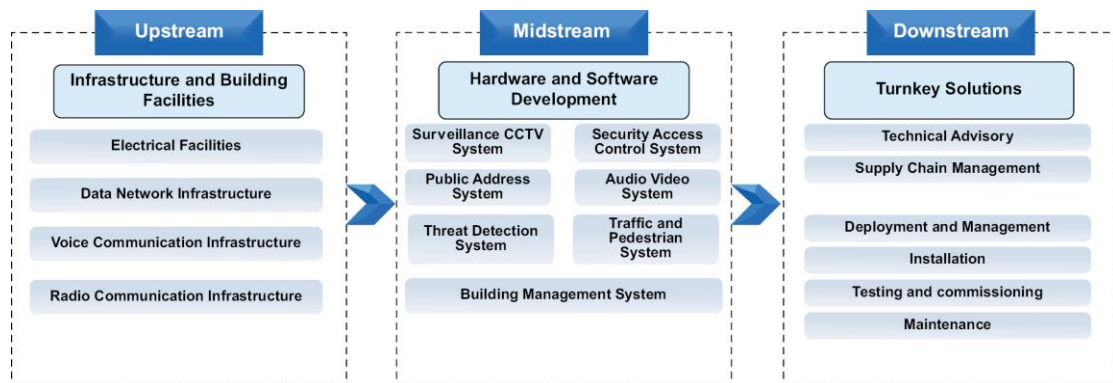 Upstream
Infrastructure and Building
Facilities
Electrical Facilities
Data Network Infrastructure
Voice Communication Infrastructure
Radio Communication Infrastructure
Midstream
Hardware and Software
Development
Surveillance CCTV
System
Security Access
Control System
Public Address
System
Audio Video
System
Threat Detection
System
Traffic and
Pedestrian
System
Building Management System
Downstream
Turnkey Solutions
Technical Advisory
Supply Chain Management
Deployment and Management
Installation
Testing and commissioning
Maintenance